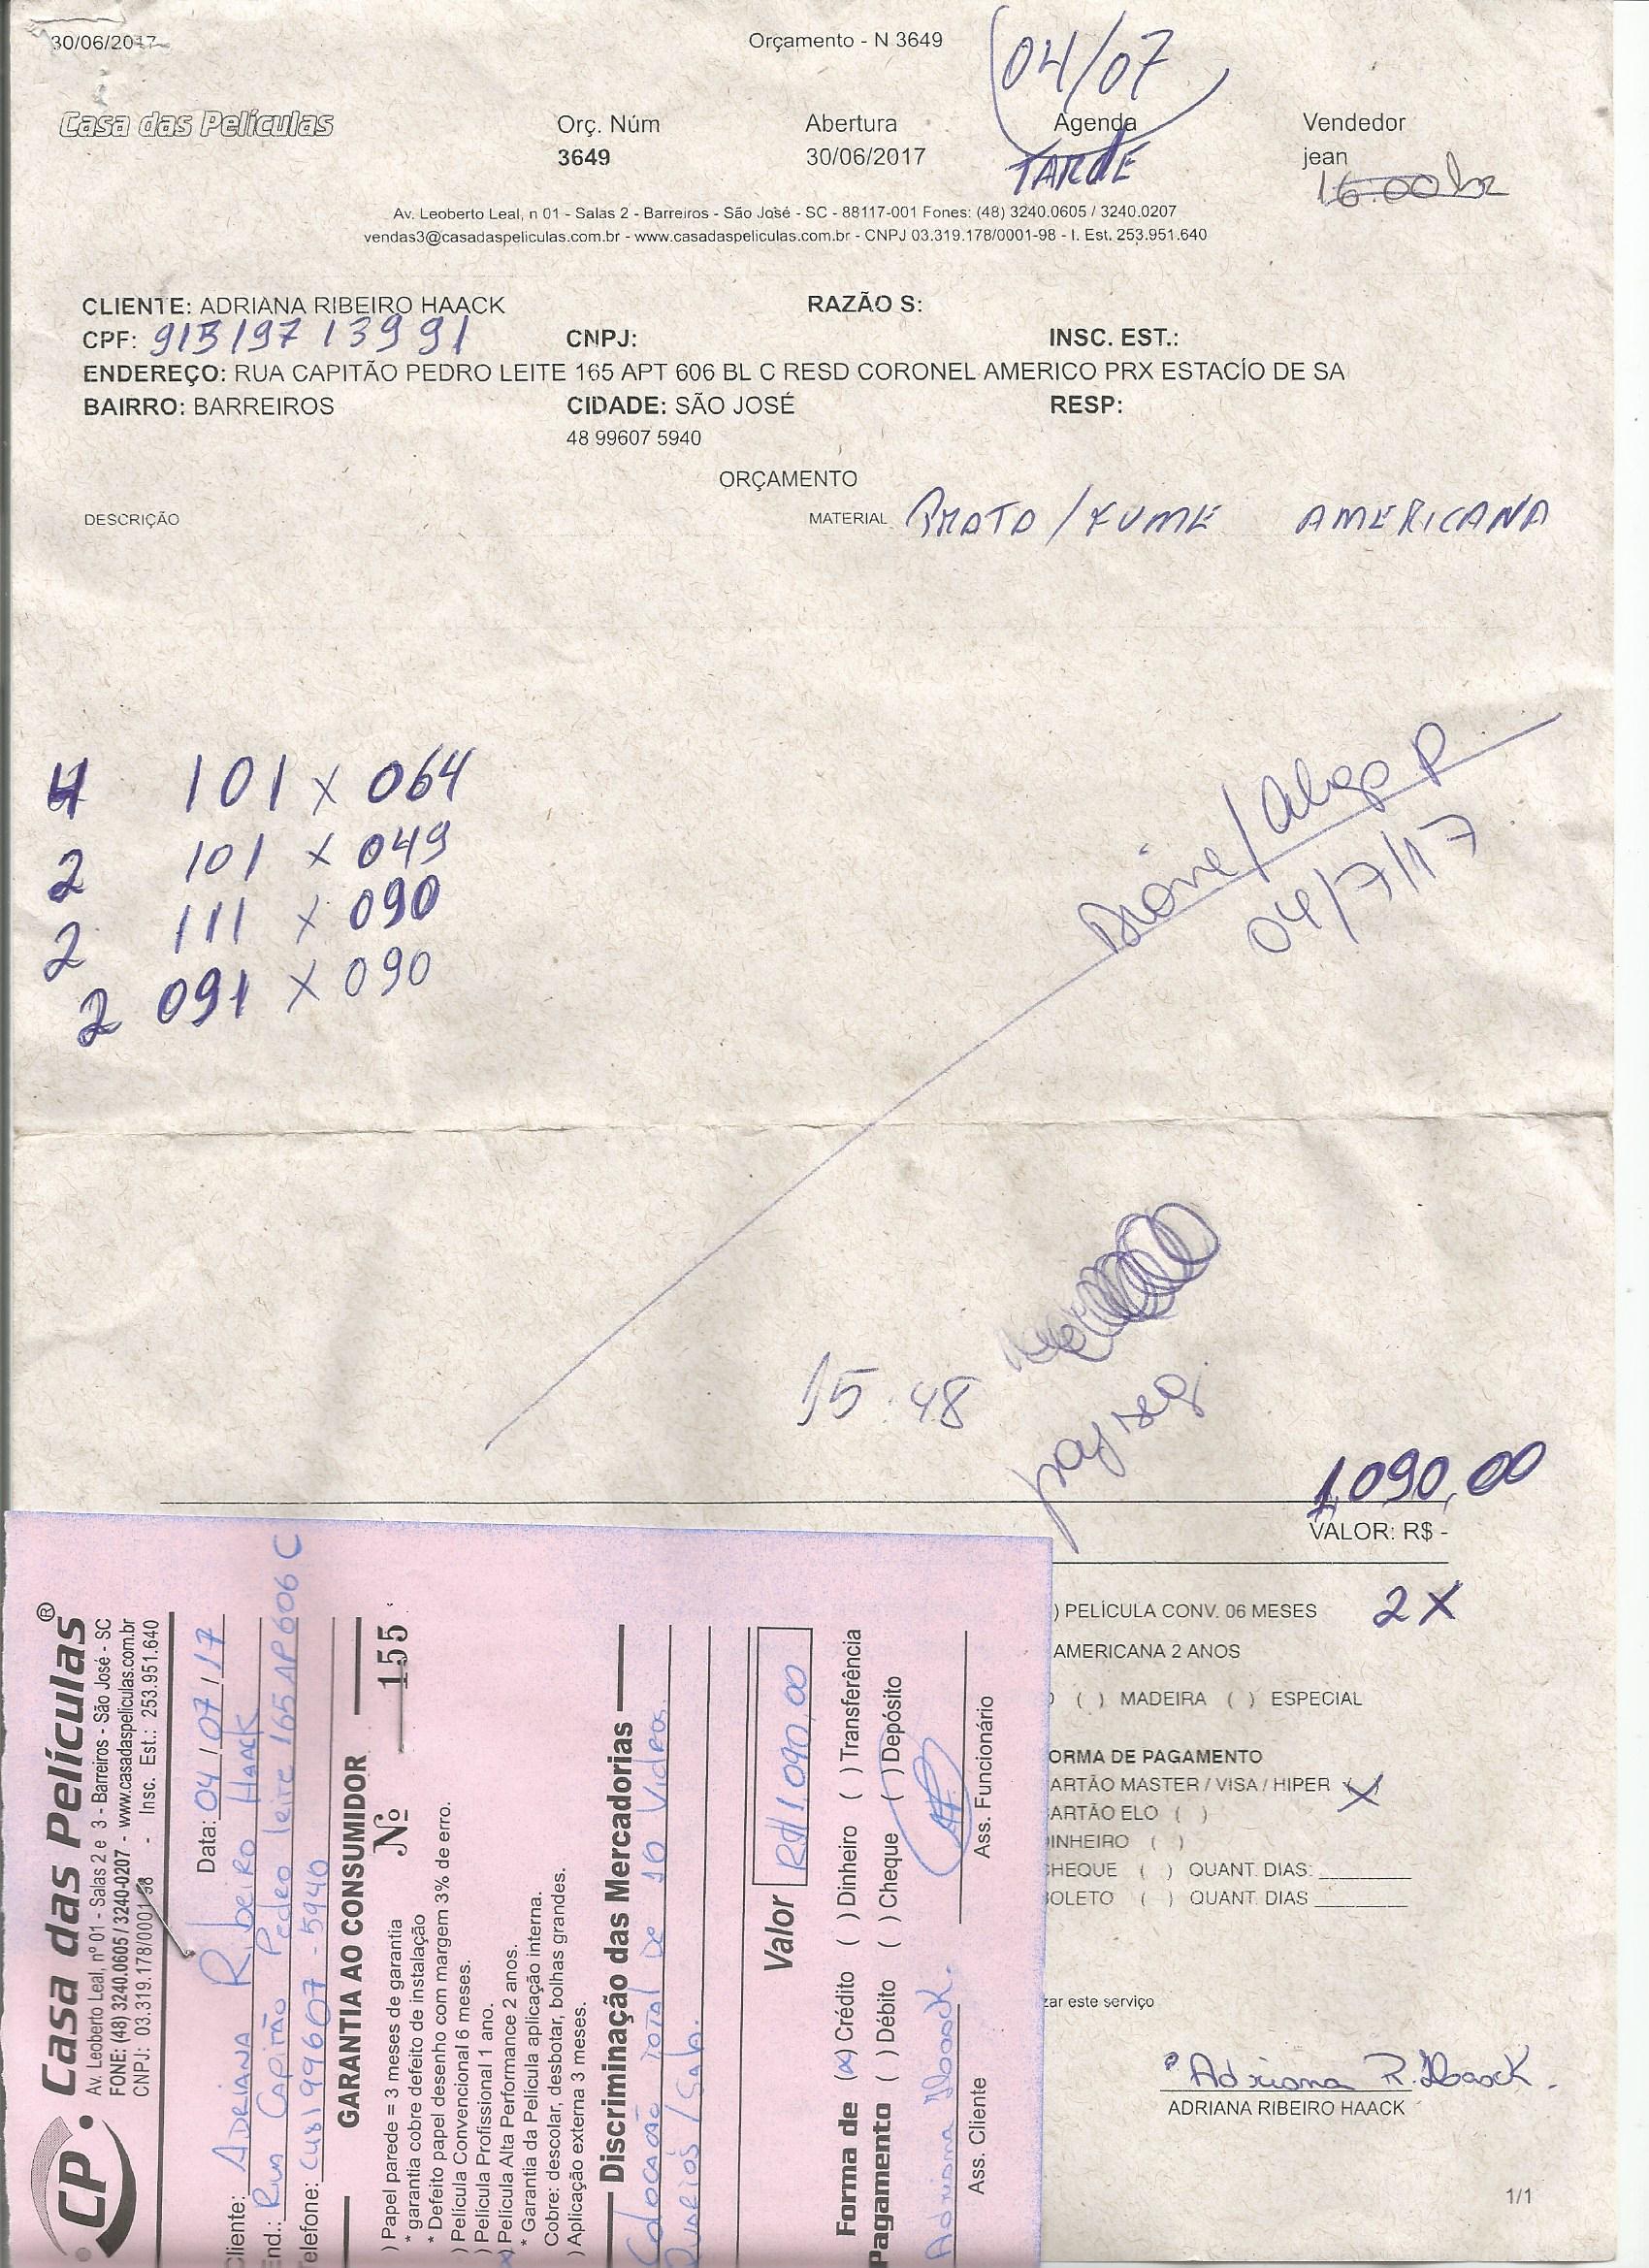 30/06/2017
Orçamento - N 3649
04/07
Casa das Películas
Orç. Núm
Abertura
Agenda
Vendedor
3649
30/06/2017
TARDE
jean
16:00 hr
Av. Leoberto Leal, n 01 - Salas 2 - Barreiros - São José - SC - 88117-001 Fones: (48) 3240.0605 / 3240.0207
vendas3@casadaspeliculas.com.br - www.casadaspeliculas.com.br - CNPJ 03.319.178/0001-98 - I. Est. 253.951.640
CLIENTE: ADRIANA RIBEIRO HAACK
RAZÃO S:
CPF: 91519713991
CNPJ:
INSC. EST.:
ENDEREÇO: RUA CAPITÃO PEDRO LEITE 165 APT 606 BL C RESD CORONEL AMERICO PRX ESTACÍO DE SA
BAIRRO: BARREIROS
CIDADE: SÃO JOSÉ
RESP:
48 99607 5940
ORÇAMENTO
DESCRIÇÃO
MATERIAL PRATA / FUME AMERICANA
4 101 x 064
2 101 x 049
2 111 x 090
2 091 x 090
04/7/17
15:48
pagseg
1.090,00
VALOR: R$ -
) PELÍCULA CONV. 06 MESES 2X
AMERICANA 2 ANOS
( ) MADEIRA ( ) ESPECIAL
ORMA DE PAGAMENTO
ARTÃO MASTER / VISA / HIPER (X)
ARTÃO ELO ( )
INHEIRO ( )
HEQUE ( ) QUANT. DIAS:
OLETO ( ) QUANT. DIAS
zar este serviço
Adriana R. Haack.
ADRIANA RIBEIRO HAACK
1/1
CP Casa das Películas®
Av. Leoberto Leal, nº 01 - Salas 2 e 3 - Barreiros - São José - SC
FONE: (48) 3240.0605 / 3240-0207 - www.casadaspeliculas.com.br
CNPJ: 03.319.178/0001-98 - Insc. Est.: 253.951.640
Data: 04/07/17
Cliente: ADRIANA Ribeiro HAACK
End.: Rua Capitão Pedro leite 165 AP 606 C
Telefone: (48) 99607-5940
GARANTIA AO CONSUMIDOR
Nº 155
) Papel parede = 3 meses de garantia
* garantia cobre defeito de instalação
* Defeito papel desenho com margem 3% de erro.
) Película Convencional 6 meses.
) Película Profissional 1 ano.
x) Película Alta Performance 2 anos.
* Garantia da Película aplicação interna.
Cobre: descolar, desbotar, bolhas grandes.
) Aplicação externa 3 meses.
Discriminação das Mercadorias
Colocação total de 10 Vidros.
/ Sala.
Valor R$ 1090,00
Forma de Pagamento
(x) Crédito ( ) Dinheiro ( ) Transferência
( ) Débito ( ) Cheque ( ) Depósito
Adriana Haack.
Ass. Cliente
Ass. Funcionário